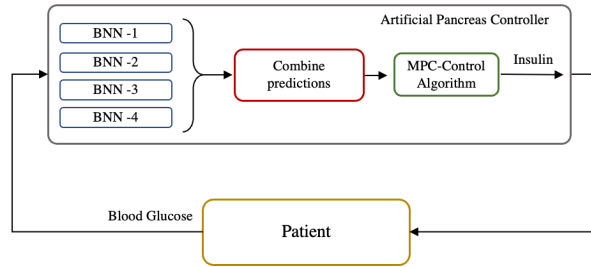 Artificial Pancreas Controller
BNN -1
BNN -2
BNN -3
BNN -4
Combine
predictions
MPC-Control
Algorithm
Insulin
Blood Glucose
Patient